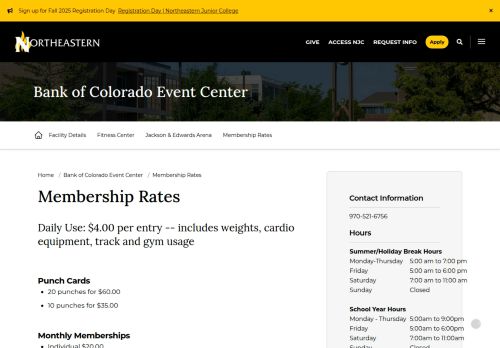 Sign up for Fall 2025 Registration Day Registration Day | Northeastern Junior College ×
NORTHEASTERN
GIVE ACCESS NJC REQUEST INFO APPLY
Bank of Colorado Event Center
Facility Details Fitness Center Jackson & Edwards Arena Membership Rates
Home / Bank of Colorado Event Center / Membership Rates
Membership Rates
Daily Use: $4.00 per entry -- includes weights, cardio
equipment, track and gym usage
Punch Cards
• 20 punches for $60.00
• 10 punches for $35.00
Monthly Memberships
• Individual $20.00
Contact Information
970-521-6756
Hours
Summer/Holiday Break Hours
Monday-Thursday 5:00 am to 7:00 pm
Friday 5:00 am to 6:00 pm
Saturday 7:00 am to 11:00 am
Sunday Closed
School Year Hours
Monday - Thursday 5:00am to 9:00pm
Friday 5:00am to 6:00pm
Saturday 7:00am to 11:00am
Sunday Closed